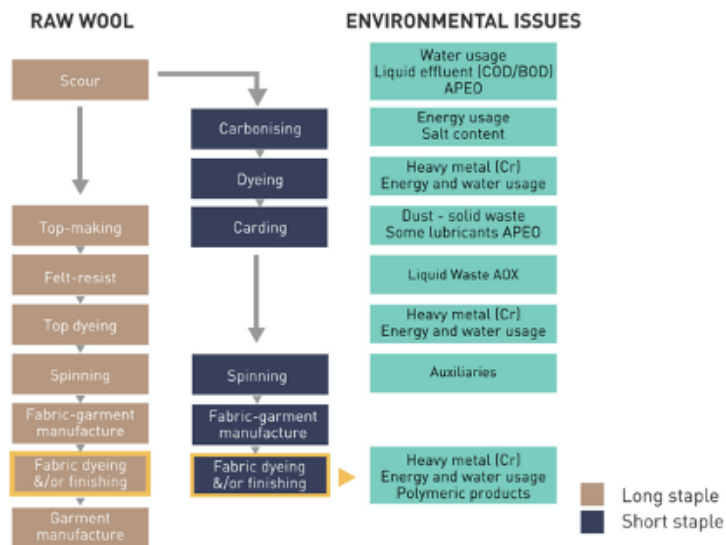 RAW WOOL
ENVIRONMENTAL ISSUES
Scour
Water usage
Liquid effluent (COD/BOD)
APEO
Carbonising
Energy usage
Salt content
Dyeing
Heavy metal (Cr)
Energy and water usage
Top-making
Carding
Dust - solid waste
Some lubricants APEO
Felt-resist
Liquid Waste AOX
Top dyeing
Heavy metal (Cr)
Energy and water usage
Spinning
Spinning
Auxiliaries
Fabric-garment
manufacture
Fabric-garment
manufacture
Fabric dyeing
&/or finishing
Fabric dyeing
&/or finishing
Heavy metal (Cr)
Energy and water usage
Polymeric products
Garment
manufacture
Long staple
Short staple